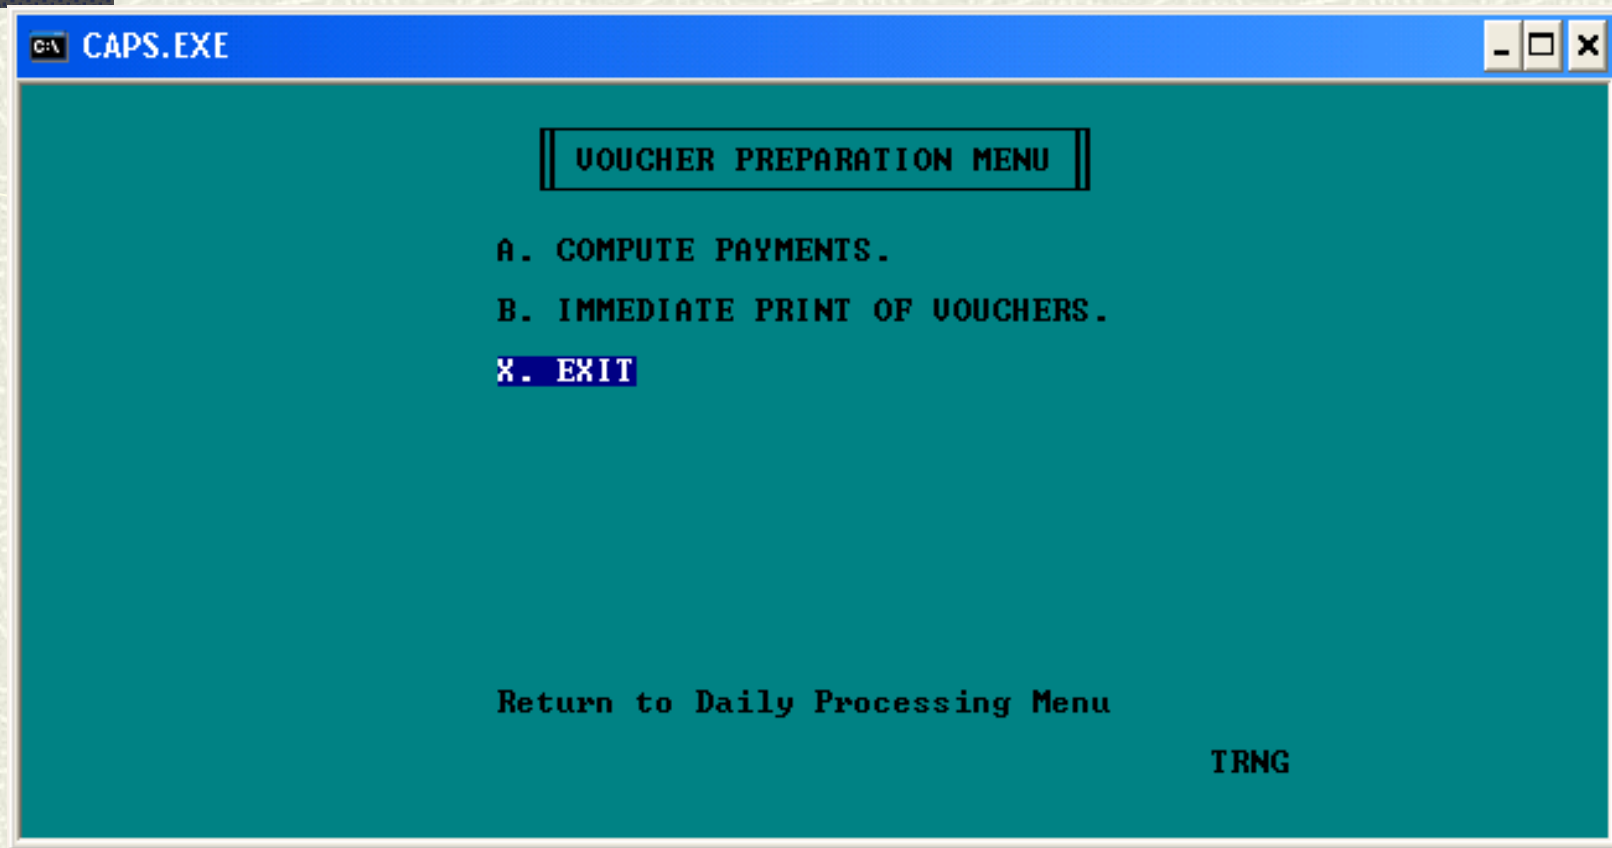 C:\ CAPS.EXE
VOUCHER PREPARATION MENU
A. COMPUTE PAYMENTS.
B. IMMEDIATE PRINT OF VOUCHERS.
X. EXIT
Return to Daily Processing Menu
TRNG